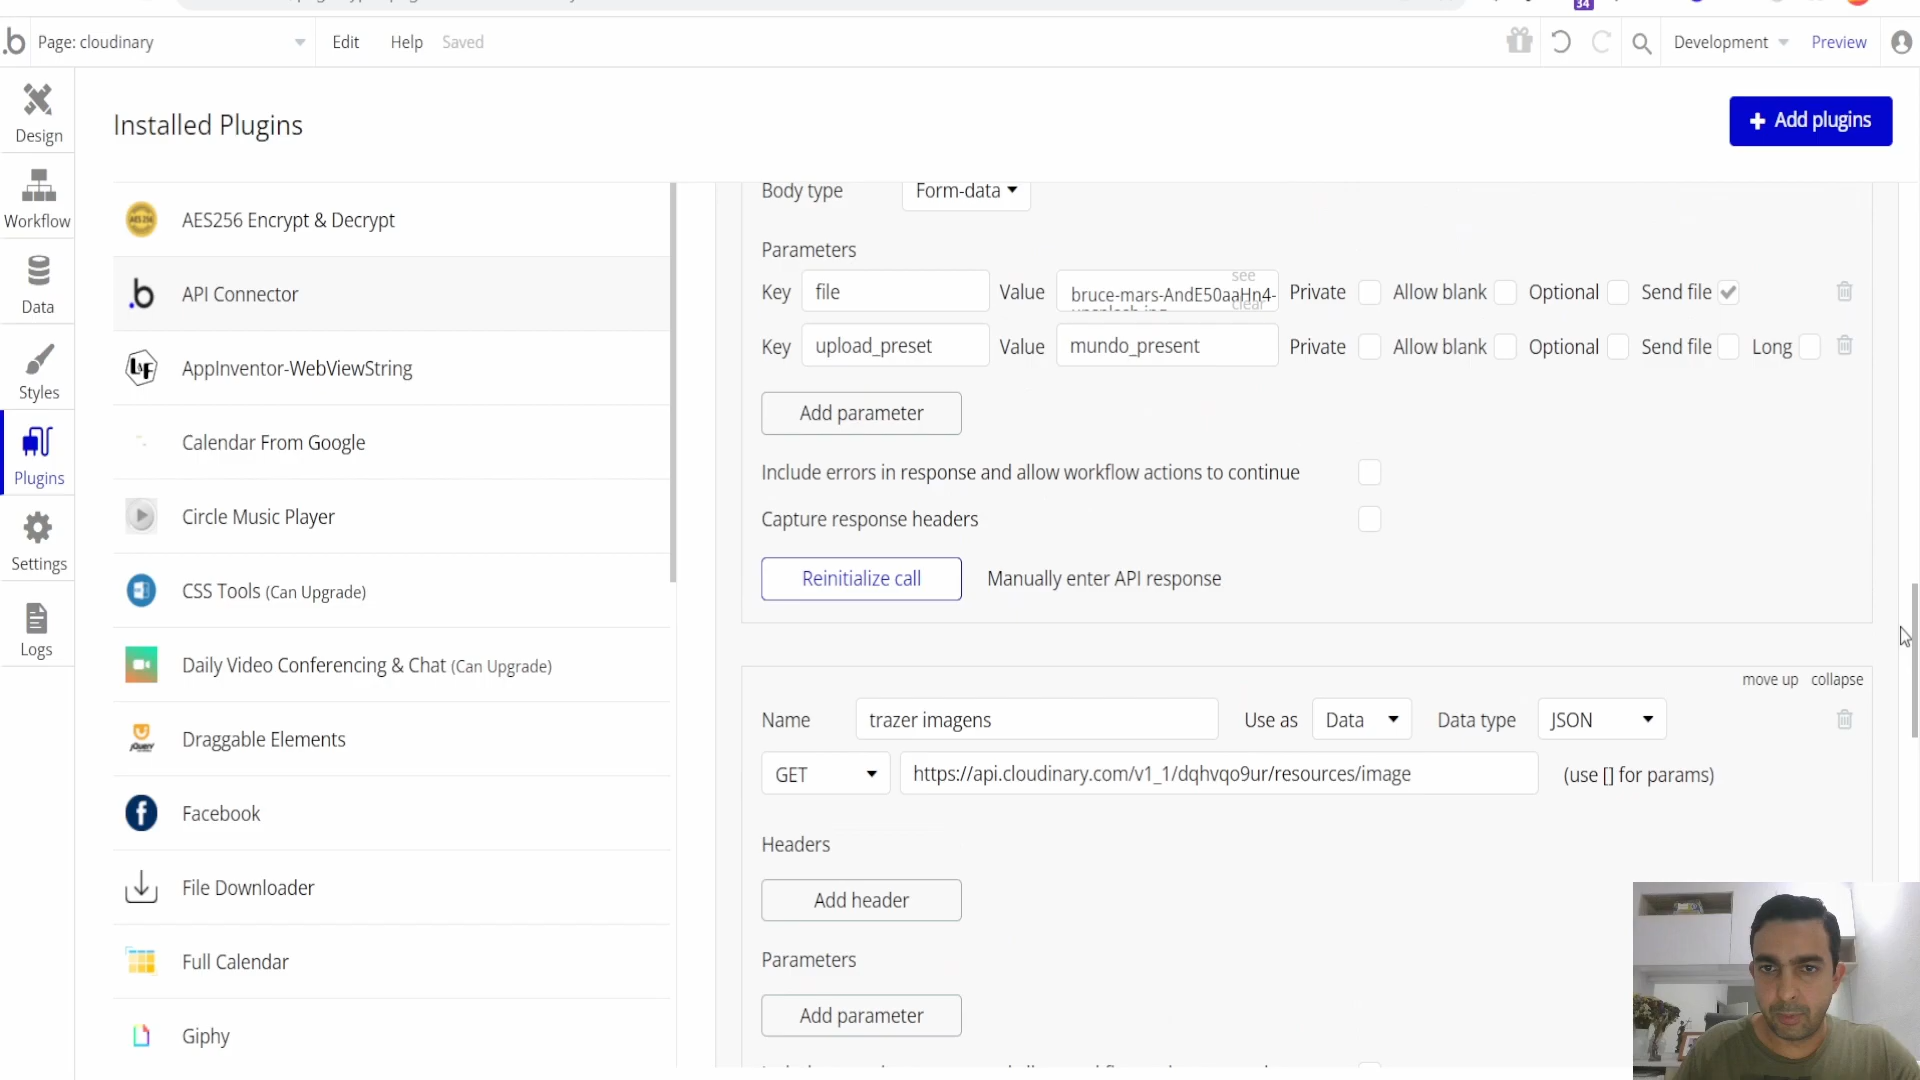 34
.b Page: cloudinary Edit Help Saved Development Preview
Design
Workflow
Data
Styles
Plugins
Settings
Logs
Installed Plugins
+ Add plugins
AES256 Encrypt & Decrypt
.b API Connector
AppInventor-WebViewString
Calendar From Google
Circle Music Player
CSS Tools (Can Upgrade)
Daily Video Conferencing & Chat (Can Upgrade)
Draggable Elements
Facebook
File Downloader
Full Calendar
Giphy
Body type Form-data
Parameters
Key file Value bruce-mars-AndE50aaHn4- see clear Private Allow blank Optional Send file
Key upload_preset Value mundo_present Private Allow blank Optional Send file Long
Add parameter
Include errors in response and allow workflow actions to continue
Capture response headers
Reinitialize call Manually enter API response
move up collapse
Name trazer imagens Use as Data Data type JSON
GET https://api.cloudinary.com/v1_1/dqhvqo9ur/resources/image (use [] for params)
Headers
Add header
Parameters
Add parameter